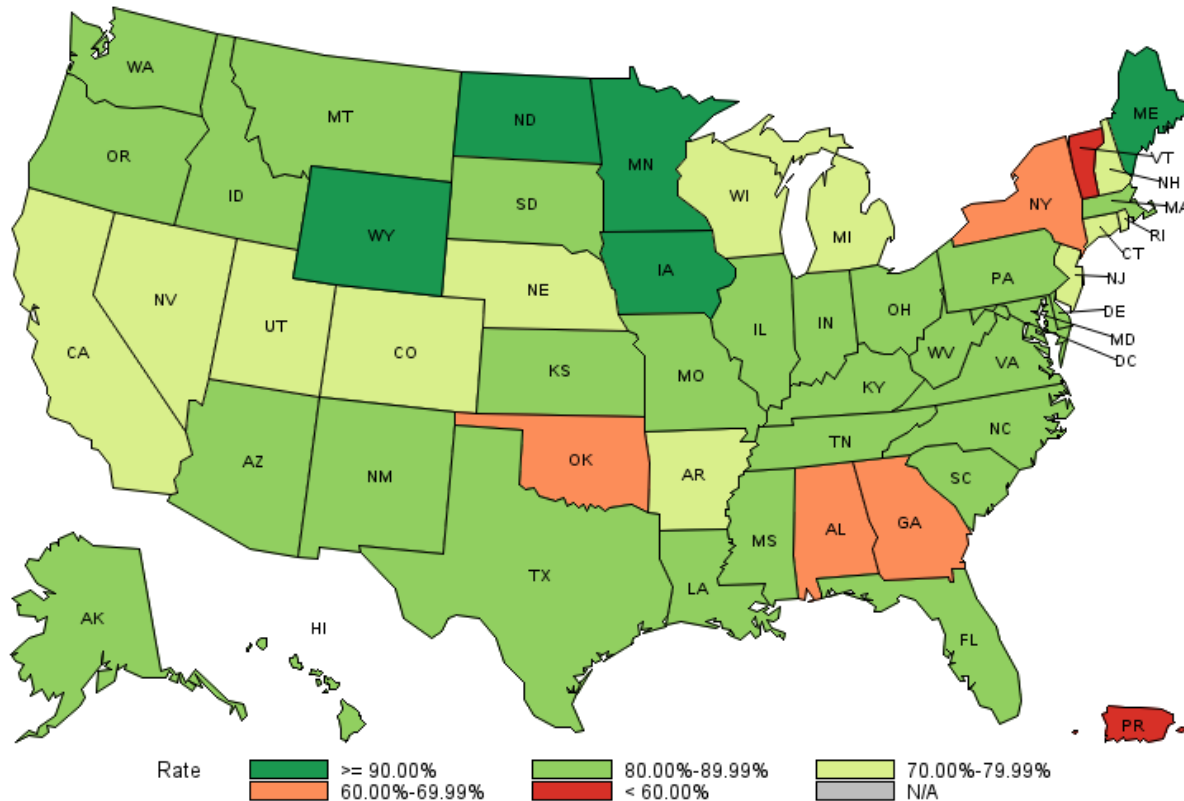 WA
MT
ND
MN
ME
VT
NH
MA
RI
CT
NJ
DE
MD
DC
OR
ID
WY
SD
WI
MI
NY
IA
NE
PA
NV
UT
CO
CA
KS
MO
IL
IN
OH
WV
VA
KY
NC
TN
SC
AZ
NM
OK
AR
MS
AL
GA
TX
LA
FL
AK
HI
PR
Rate >= 90.00% 80.00%-89.99% 70.00%-79.99%
60.00%-69.99% < 60.00% N/A